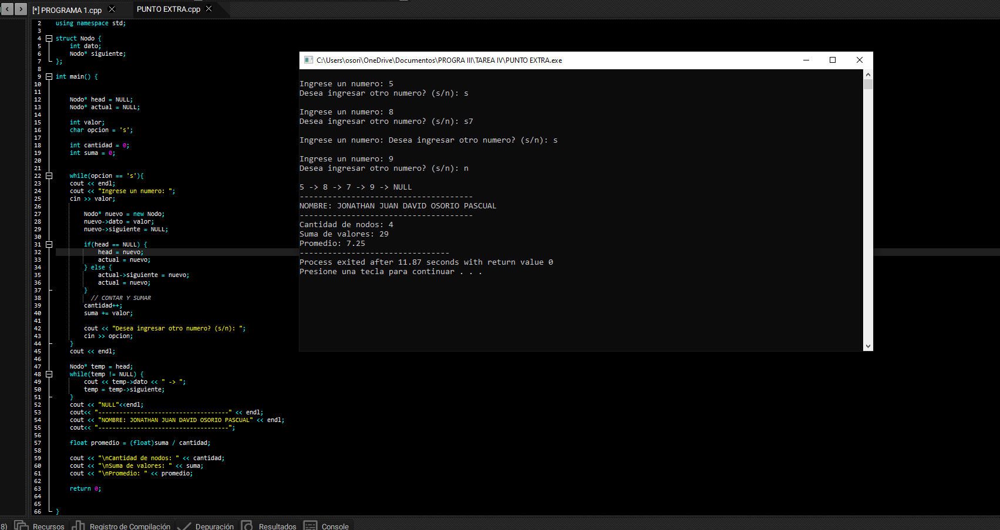 [*] PROGRAMA 1.cpp
PUNTO EXTRA.cpp
2 using namespace std;
3
4 struct Nodo {
5 int dato;
6 Nodo* siguiente;
7 };
8
9 int main() {
10
11
12 Nodo* head = NULL;
13 Nodo* actual = NULL;
14
15 int valor;
16 char opcion = 's';
17
18 int cantidad = 0;
19 int suma = 0;
20
21
22 while(opcion == 's'){
23 cout << endl;
24 cout << "Ingrese un numero: ";
25 cin >> valor;
26
27 Nodo* nuevo = new Nodo;
28 nuevo->dato = valor;
29 nuevo->siguiente = NULL;
30
31 if(head == NULL) {
32 head = nuevo;
33 actual = nuevo;
34 } else {
35 actual->siguiente = nuevo;
36 actual = nuevo;
37 }
38 // CONTAR Y SUMAR
39 cantidad++;
40 suma += valor;
41
42 cout << "Desea ingresar otro numero? (s/n): ";
43 cin >> opcion;
44 }
45 cout << endl;
46
47 Nodo* temp = head;
48 while(temp != NULL) {
49 cout << temp->dato << " -> ";
50 temp = temp->siguiente;
51 }
52 cout << "NULL"<<endl;
53 cout<< "-------------------------------------" << endl;
54 cout << "NOMBRE: JONATHAN JUAN DAVID OSORIO PASCUAL" << endl;
55 cout<< "-------------------------------------";
56
57 float promedio = (float)suma / cantidad;
58
59 cout << "\nCantidad de nodos: " << cantidad;
60 cout << "\nSuma de valores: " << suma;
61 cout << "\nPromedio: " << promedio;
62
63 return 0;
64
65
66 }
C:\Users\osori\OneDrive\Documentos\PROGRA III\TAREA IV\PUNTO EXTRA.exe
Ingrese un numero: 5
Desea ingresar otro numero? (s/n): s
Ingrese un numero: 8
Desea ingresar otro numero? (s/n): s7
Ingrese un numero: Desea ingresar otro numero? (s/n): s
Ingrese un numero: 9
Desea ingresar otro numero? (s/n): n
5 -> 8 -> 7 -> 9 -> NULL
-------------------------------------
NOMBRE: JONATHAN JUAN DAVID OSORIO PASCUAL
-------------------------------------
Cantidad de nodos: 4
Suma de valores: 29
Promedio: 7.25
--------------------------------
Process exited after 11.87 seconds with return value 0
Presione una tecla para continuar . . .
8) Recursos Registro de Compilación Depuración Resultados Console